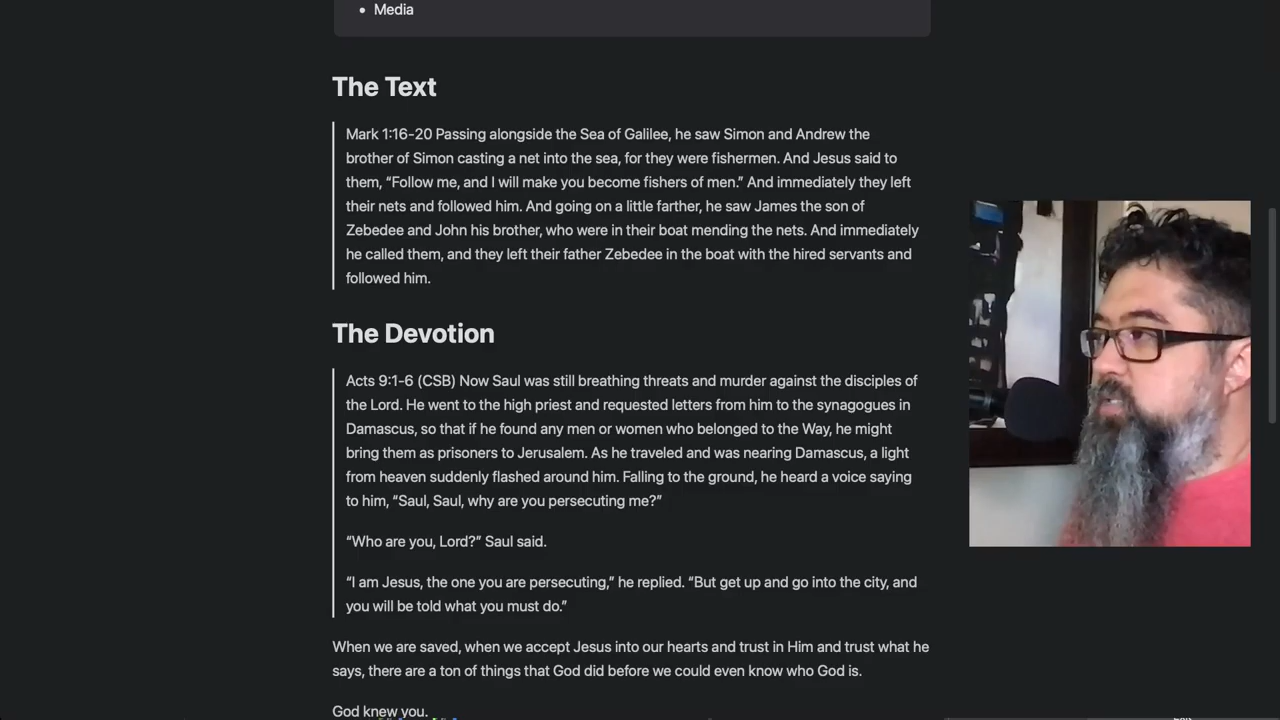 • Media
The Text
Mark 1:16-20 Passing alongside the Sea of Galilee, he saw Simon and Andrew the
brother of Simon casting a net into the sea, for they were fishermen. And Jesus said to
them, “Follow me, and I will make you become fishers of men.” And immediately they left
their nets and followed him. And going on a little farther, he saw James the son of
Zebedee and John his brother, who were in their boat mending the nets. And immediately
he called them, and they left their father Zebedee in the boat with the hired servants and
followed him.
The Devotion
Acts 9:1-6 (CSB) Now Saul was still breathing threats and murder against the disciples of
the Lord. He went to the high priest and requested letters from him to the synagogues in
Damascus, so that if he found any men or women who belonged to the Way, he might
bring them as prisoners to Jerusalem. As he traveled and was nearing Damascus, a light
from heaven suddenly flashed around him. Falling to the ground, he heard a voice saying
to him, “Saul, Saul, why are you persecuting me?”
“Who are you, Lord?” Saul said.
“I am Jesus, the one you are persecuting,” he replied. “But get up and go into the city, and
you will be told what you must do.”
When we are saved, when we accept Jesus into our hearts and trust in Him and trust what he
says, there are a ton of things that God did before we could even know who God is.
God knew you.